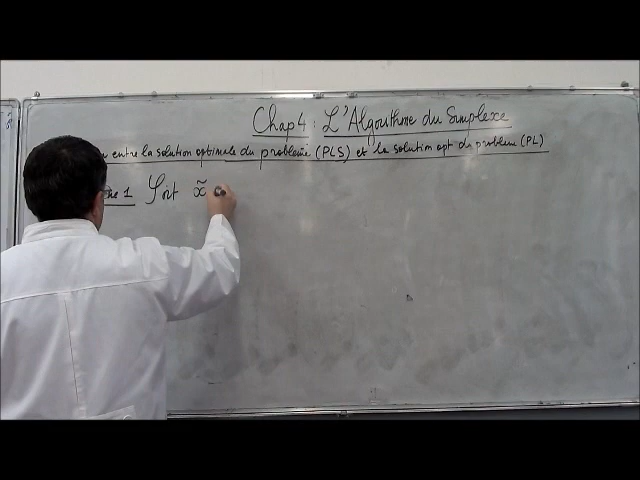 Chap 4 : L'Algorithme du Simplexe
entre la solution optimale du problème (PLS) et la solution opt du problème (PL)
1 Soit x̃